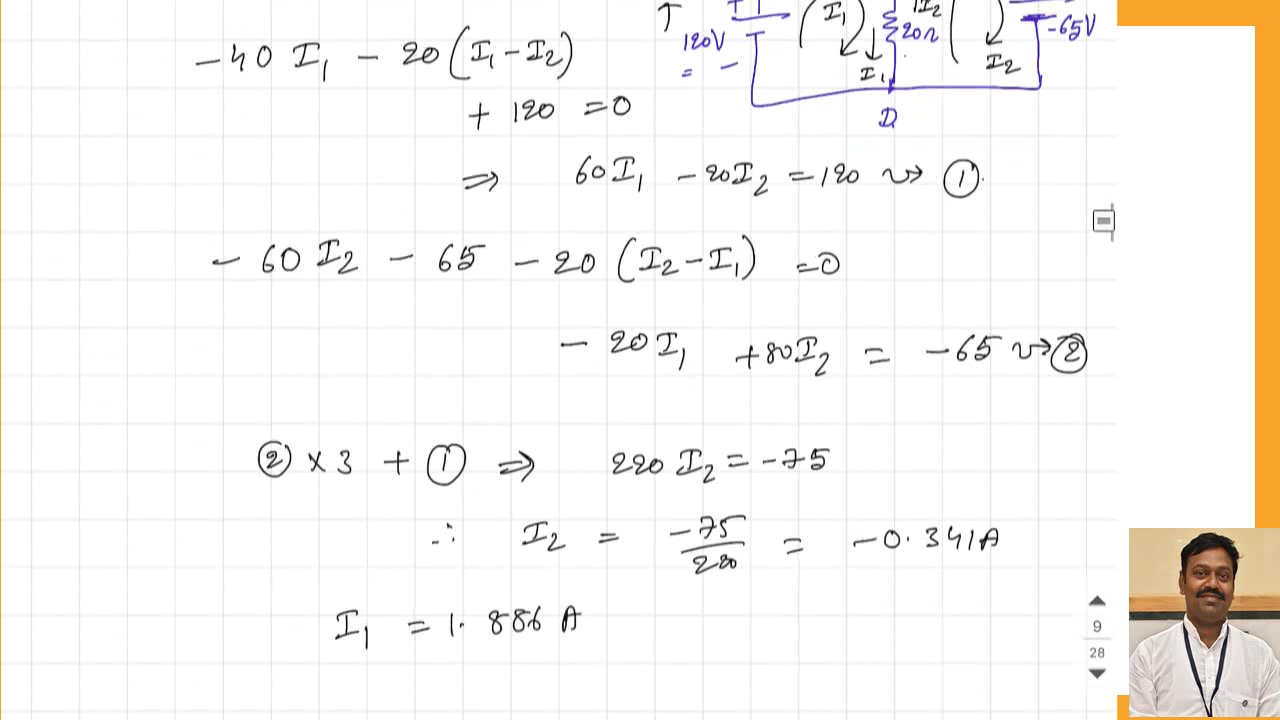 120V
= -
I₁
I₁
20Ω
I₂
I₂
-65V
D
-40 I₁ - 20(I₁-I₂)
+ 120 =0
⇒ 60I₁ -20I₂ = 120 ↝ ①
- 60 I₂ - 65 - 20 (I₂-I₁) =0
- 20I₁ +80I₂ = -65 ↝ ②
② × 3 + ① ⇒ 220 I₂ = -75
∴ I₂ = -75/220 = -0.341A
I₁ = 1.886 A
9
28